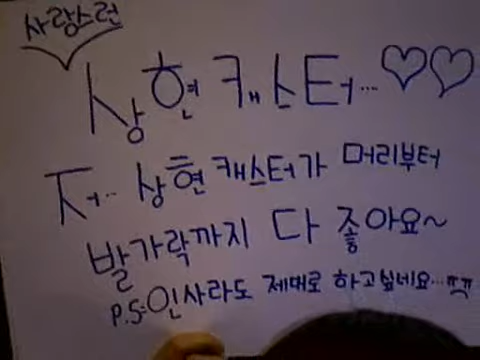 사랑스런
상현 캐스터... ♡♡
저... 상현 캐스터가 머리부터
발가락까지 다 좋아요~
P.S:인사라도 제대로 하고싶네요...ㅠㅠ